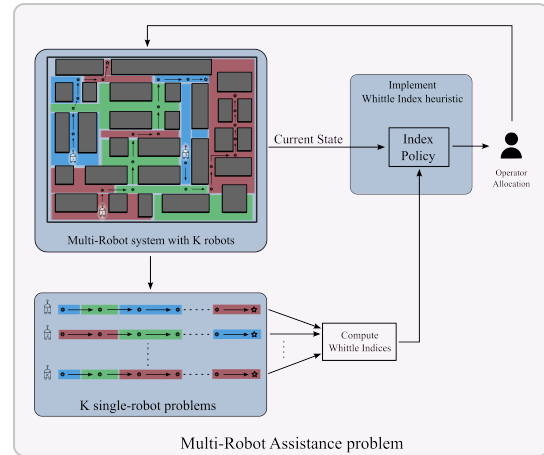 Implement
Whittle Index heuristic
Current State
Index
Policy
Operator
Allocation
Multi-Robot system with K robots
Compute
Whittle Indices
K single-robot problems
Multi-Robot Assistance problem